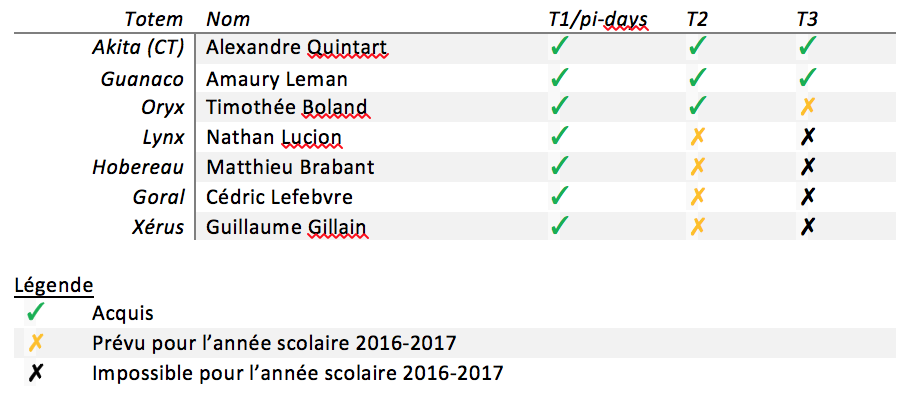 Totem Nom T1/pi-days T2 T3
Akita (CT) Alexandre Quintart ✓ ✓ ✓
Guanaco Amaury Leman ✓ ✓ ✓
Oryx Timothée Boland ✓ ✓ ✗
Lynx Nathan Lucion ✓ ✗ ✗
Hobereau Matthieu Brabant ✓ ✗ ✗
Goral Cédric Lefebvre ✓ ✗ ✗
Xérus Guillaume Gillain ✓ ✗ ✗
Légende
✓ Acquis
✗ Prévu pour l’année scolaire 2016-2017
✗ Impossible pour l’année scolaire 2016-2017